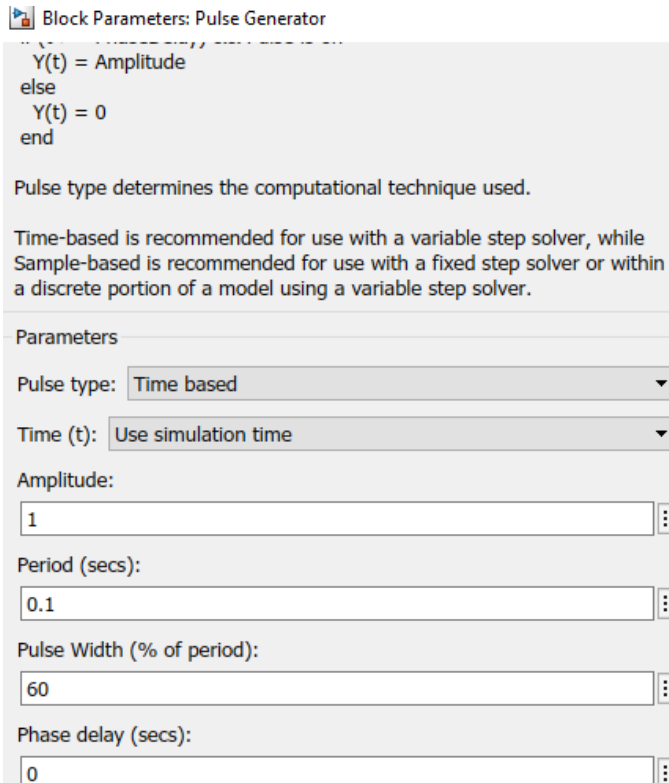 Block Parameters: Pulse Generator
Y(t) = Amplitude
else
Y(t) = 0
end
Pulse type determines the computational technique used.
Time-based is recommended for use with a variable step solver, while
Sample-based is recommended for use with a fixed step solver or within
a discrete portion of a model using a variable step solver.
Parameters
Pulse type: Time based
Time (t): Use simulation time
Amplitude:
1
Period (secs):
0.1
Pulse Width (% of period):
60
Phase delay (secs):
0